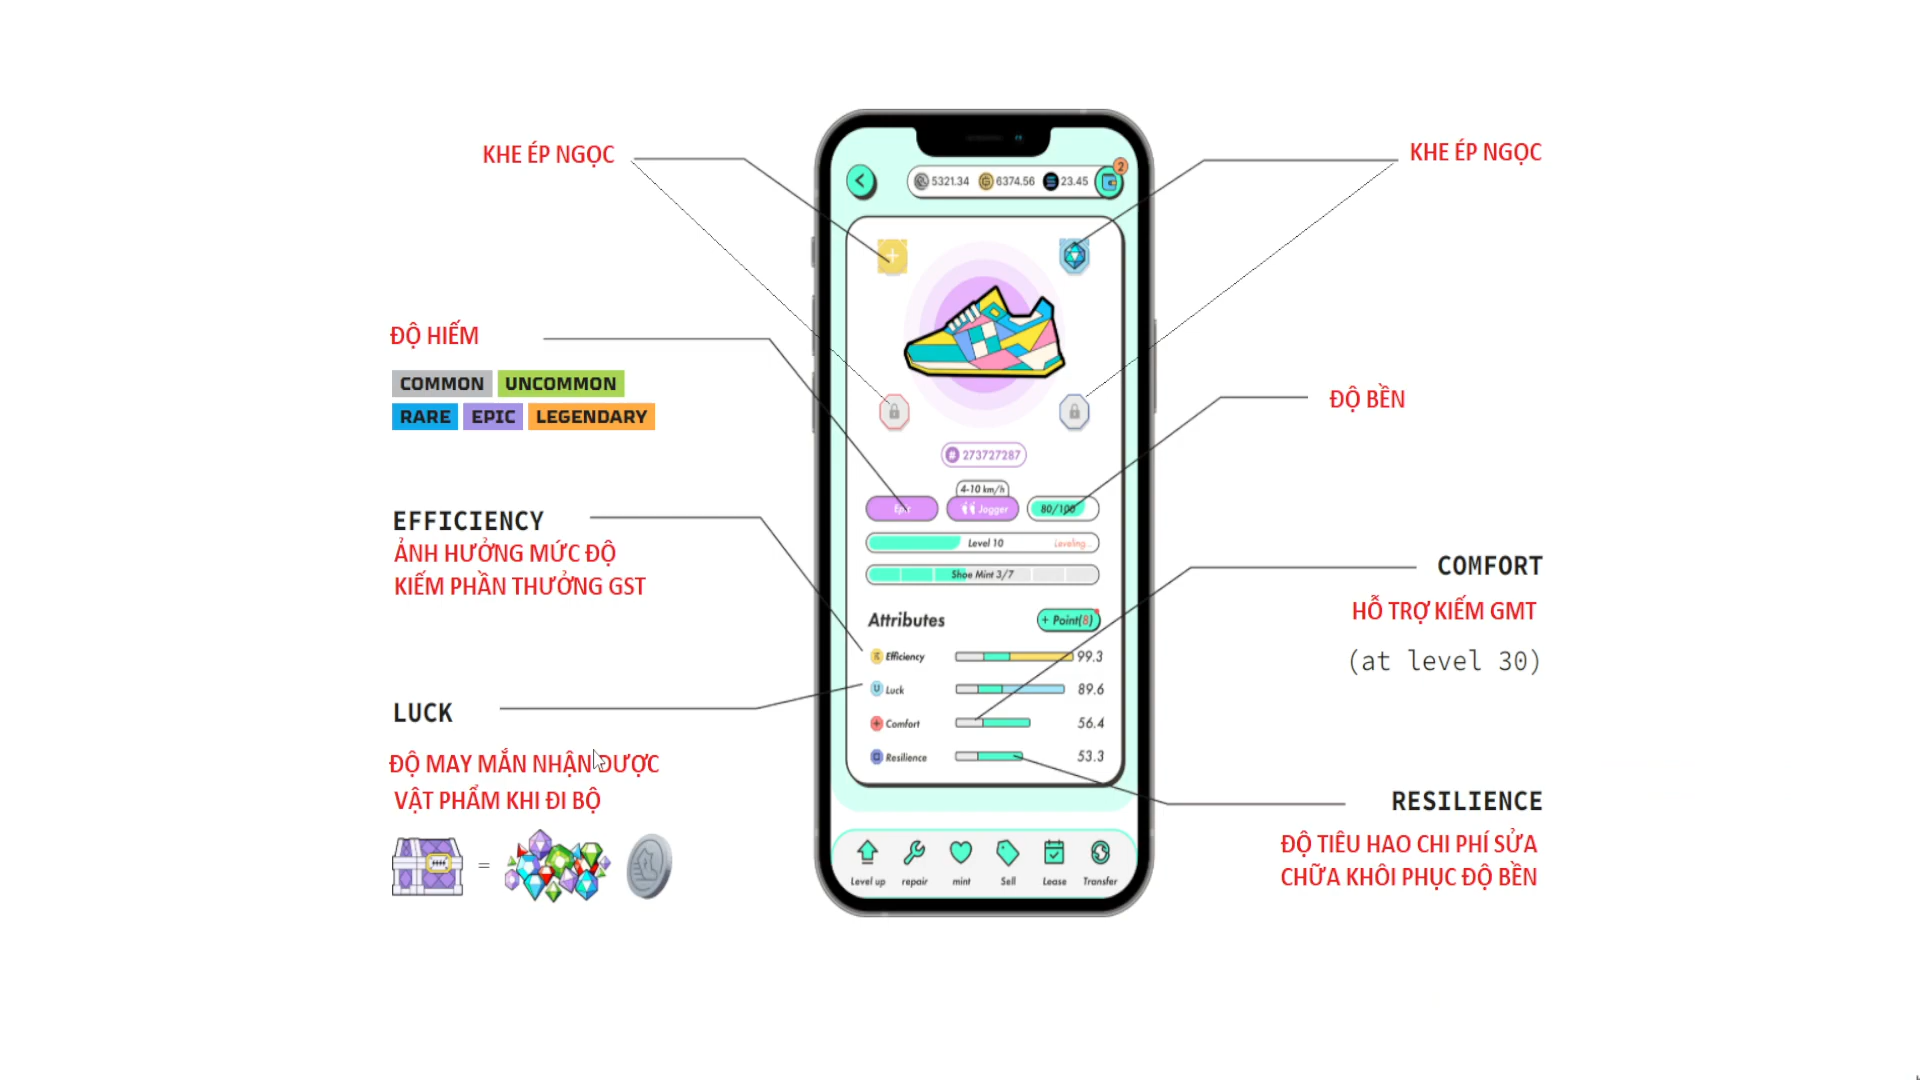 KHE ÉP NGỌC
KHE ÉP NGỌC
2
5321.34
6374.56
23.45
ĐỘ HIẾM
COMMON
UNCOMMON
RARE
EPIC
LEGENDARY
ĐỘ BỀN
# 273727287
4-10 km/h
Epic
Jogger
80/100
Level 10
Leveling...
Shoe Mint 3/7
EFFICIENCY
ẢNH HƯỞNG MỨC ĐỘ
KIẾM PHẦN THƯỞNG GST
COMFORT
HỖ TRỢ KIẾM GMT
(at level 30)
Attributes
+ Point(8)
Efficiency
99.3
Luck
89.6
Comfort
56.4
Resilience
53.3
LUCK
ĐỘ MAY MẮN NHẬN DƯỢC
VẬT PHẨM KHI ĐI BỘ
=
RESILIENCE
ĐỘ TIÊU HAO CHI PHÍ SỬA
CHỮA KHÔI PHỤC ĐỘ BỀN
Level up
repair
mint
Sell
Lease
Transfer